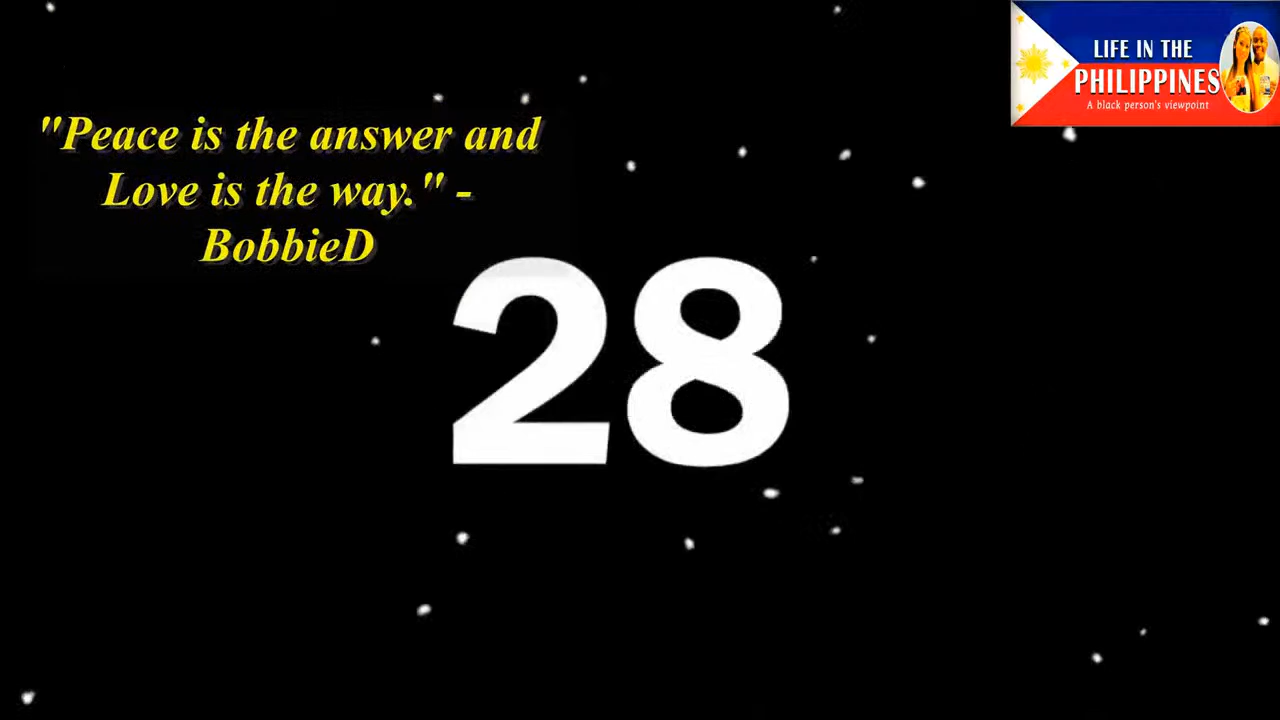 "Peace is the answer and
Love is the way." -
BobbieD
28
LIFE IN THE
PHILIPPINES
A black person's viewpoint